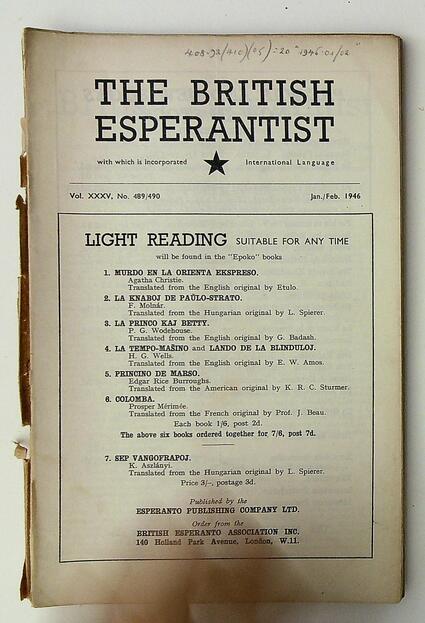 408-92(410)(05)=20 "1946·01/02"
THE BRITISH
ESPERANTIST
with which is incorporated ★ International Language
Vol. XXXV, No. 489/490 Jan./Feb. 1946
LIGHT READING SUITABLE FOR ANY TIME
will be found in the "Epoko" books
1. MURDO EN LA ORIENTA EKSPRESO.
Agatha Christie.
Translated from the English original by Etulo.
2. LA KNABOJ DE PAŬLO-STRATO.
F. Molnár.
Translated from the Hungarian original by L. Spierer.
3. LA PRINCO KAJ BETTY.
P. G. Wodehouse.
Translated from the English original by G. Badash.
4. LA TEMPO-MAŜINO and LANDO DE LA BLINDULOJ.
H. G. Wells.
Translated from the English original by E. W. Amos.
5. PRINCINO DE MARSO.
Edgar Rice Burroughs.
Translated from the American original by K. R. C. Sturmer.
6. COLOMBA.
Prosper Mérimée.
Translated from the French original by Prof. J. Beau.
Each book 1/6, post 2d.
The above six books ordered together for 7/6, post 7d.
7. SEP VANGOFRAPOJ.
K. Aszlányi.
Translated from the Hungarian original by L. Spierer.
Price 3/-, postage 3d.
Published by the
ESPERANTO PUBLISHING COMPANY LTD.
Order from the
BRITISH ESPERANTO ASSOCIATION INC.
140 Holland Park Avenue, London, W.11.